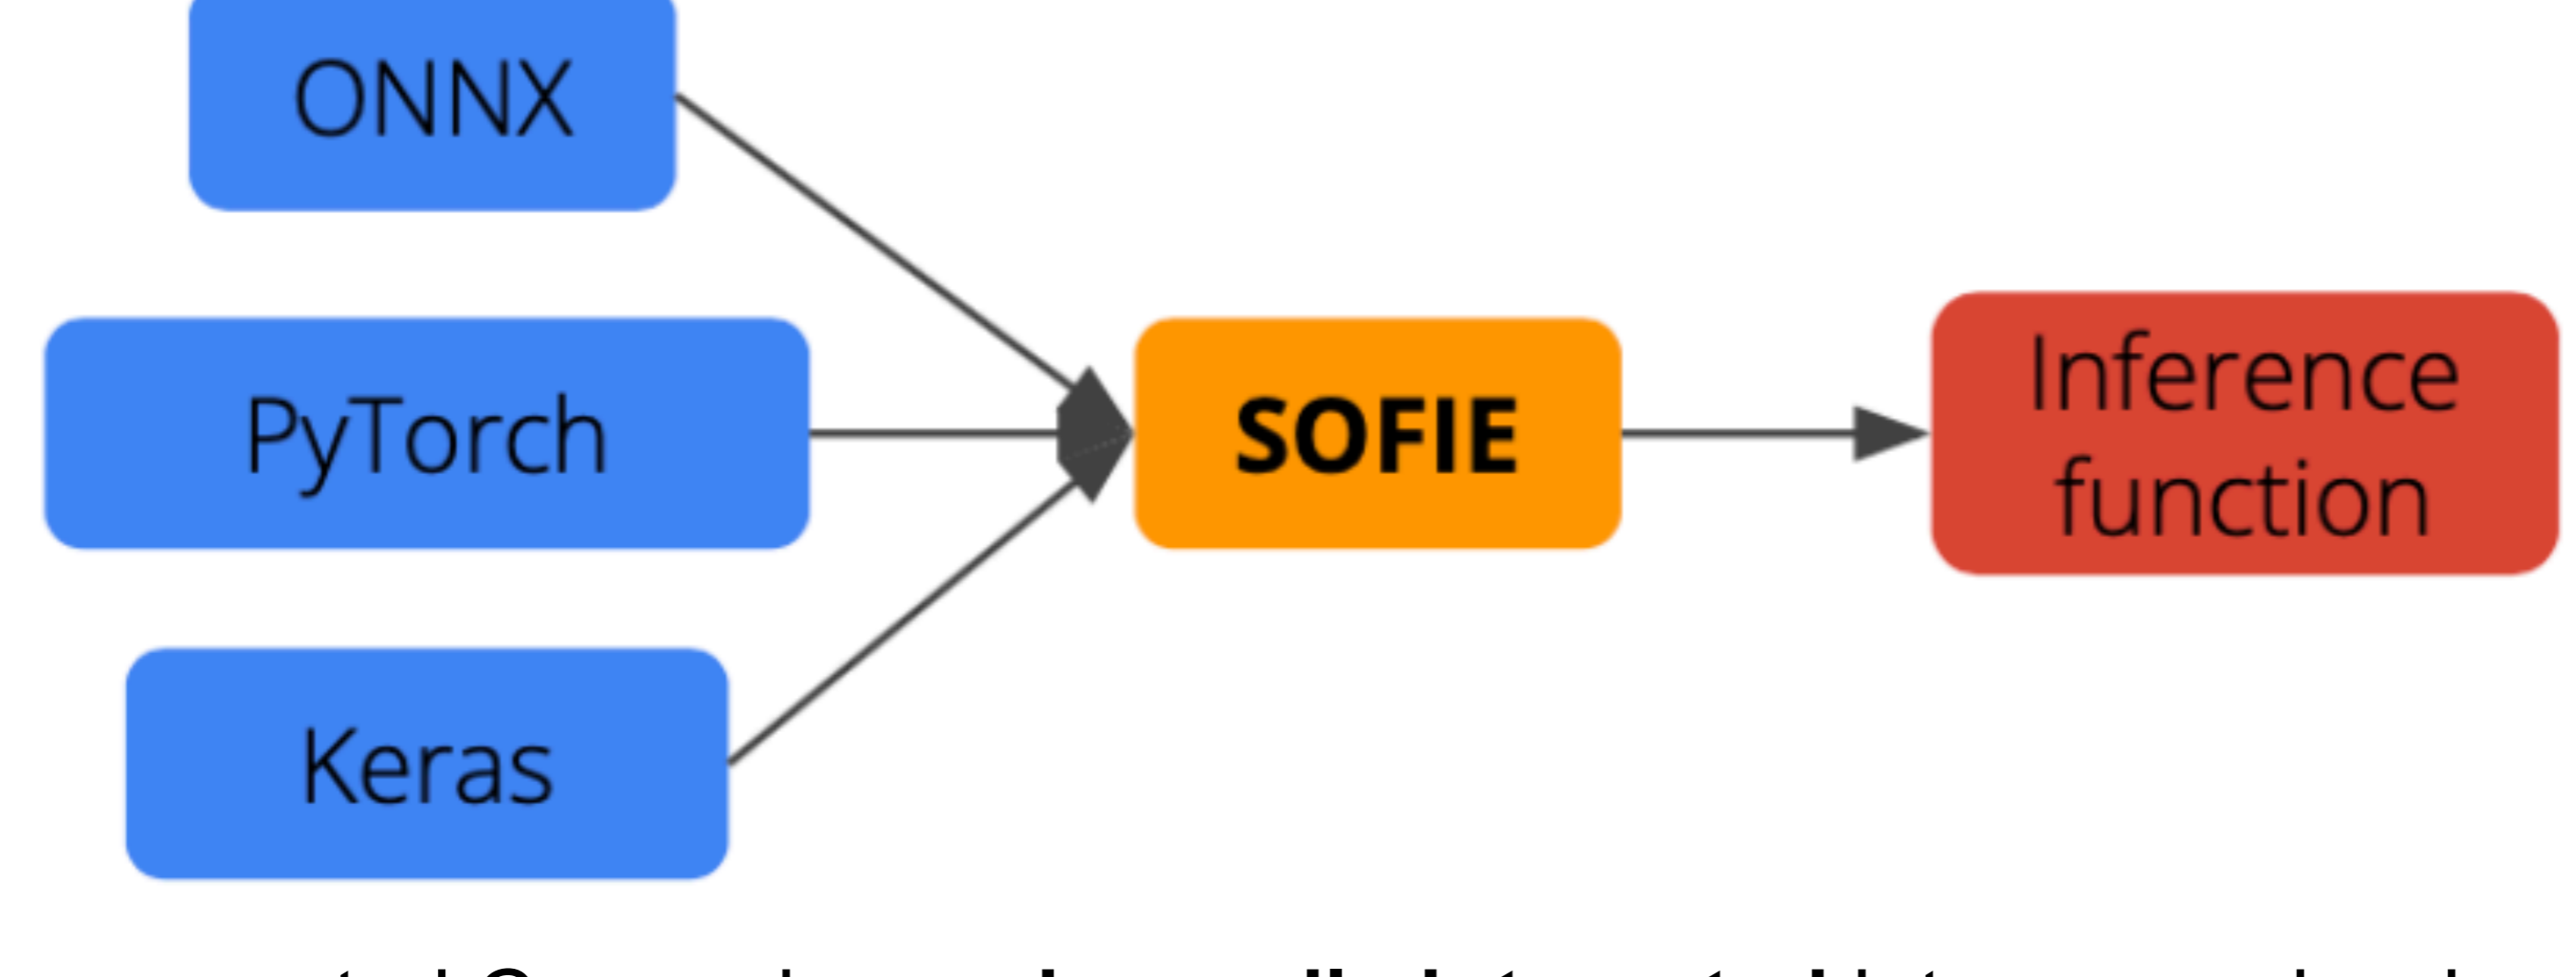 ONNX
PyTorch
SOFIE
Inference
function
Keras